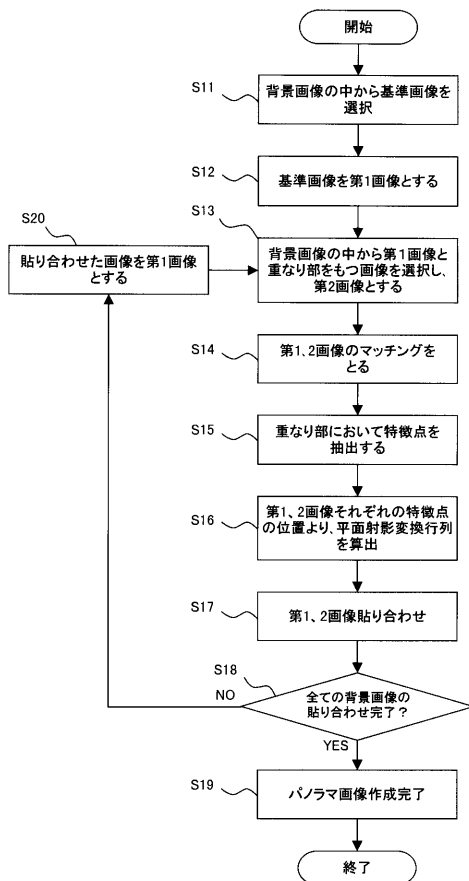 開始
S11
背景画像の中から基準画像を
選択
S12
基準画像を第1画像とする
S13
背景画像の中から第1画像と
重なり部をもつ画像を選択し、
第2画像とする
S20
貼り合わせた画像を第1画像
とする
S14
第1、2画像のマッチングを
とる
S15
重なり部において特徴点を
抽出する
S16
第1、2画像それぞれの特徴点
の位置より、平面射影変換行列
を算出
S17
第1、2画像貼り合わせ
S18
全ての背景画像の
貼り合わせ完了？
NO
YES
S19
パノラマ画像作成完了
終了